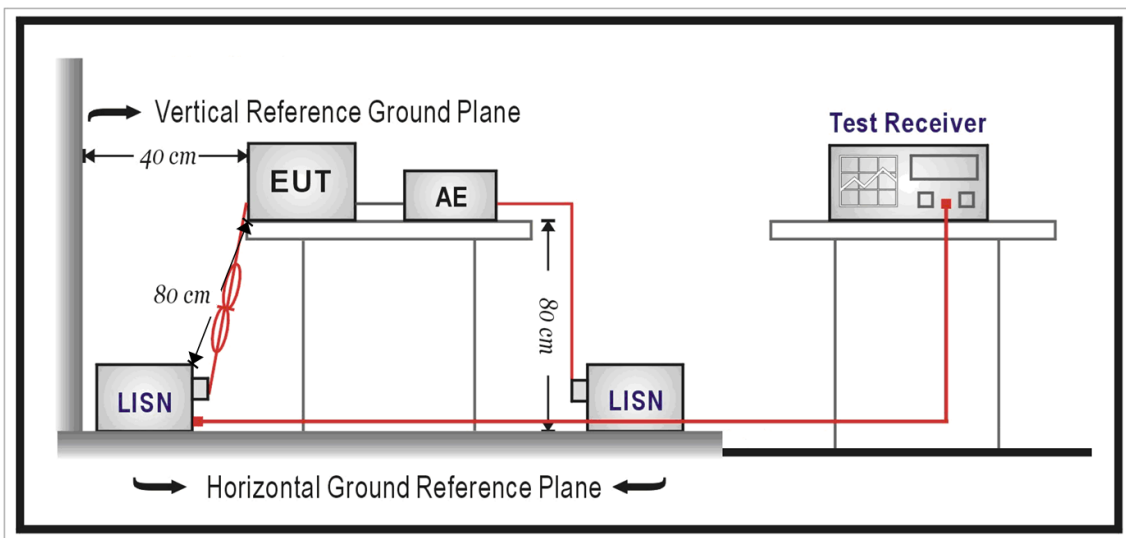 Vertical Reference Ground Plane
Test Receiver
40 cm
EUT
AE
80 cm
80 cm
LISN
LISN
Horizontal Ground Reference Plane